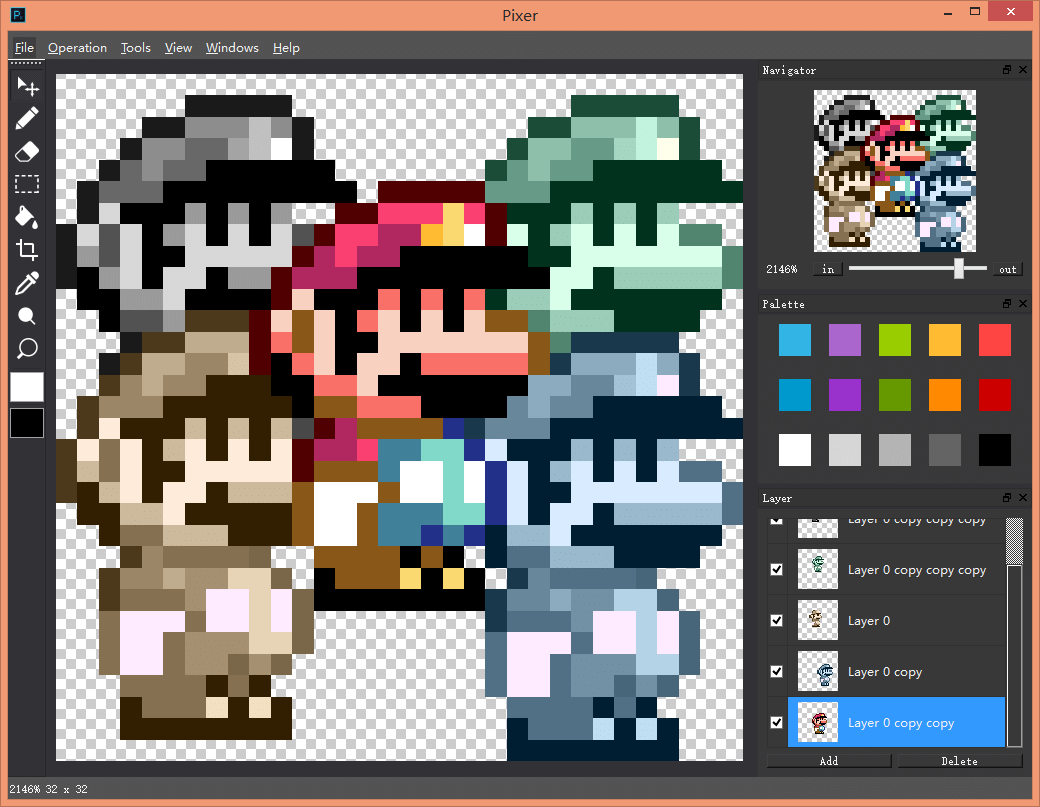 Ps
Pixer
File Operation Tools View Windows Help
Navigator
2146% in out
Palette
Layer
Layer 0 copy copy copy
Layer 0 copy copy copy
Layer 0
Layer 0 copy
Layer 0 copy copy
Add Delete
2146% 32 x 32